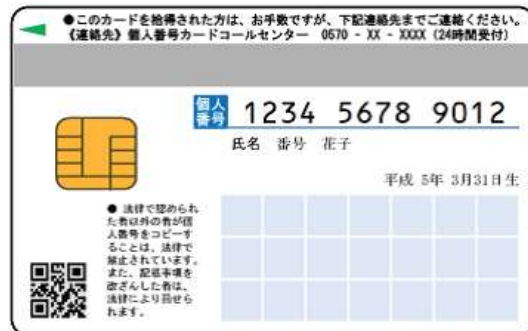 ●このカードを拾得された方は、お手数ですが、下記連絡先までご連絡ください。
《連絡先》個人番号カードコールセンター 0570 - XX - XXXX (24時間受付)
個人番号 1234 5678 9012
氏名 番号 花子
平成 5年 3月31日生
● 法律で認められ
た者以外の者が個
人番号をコピーす
ることは、法律で
禁止されています。
また、記載事項を
改ざんした者は、
法律により罰せら
れます。